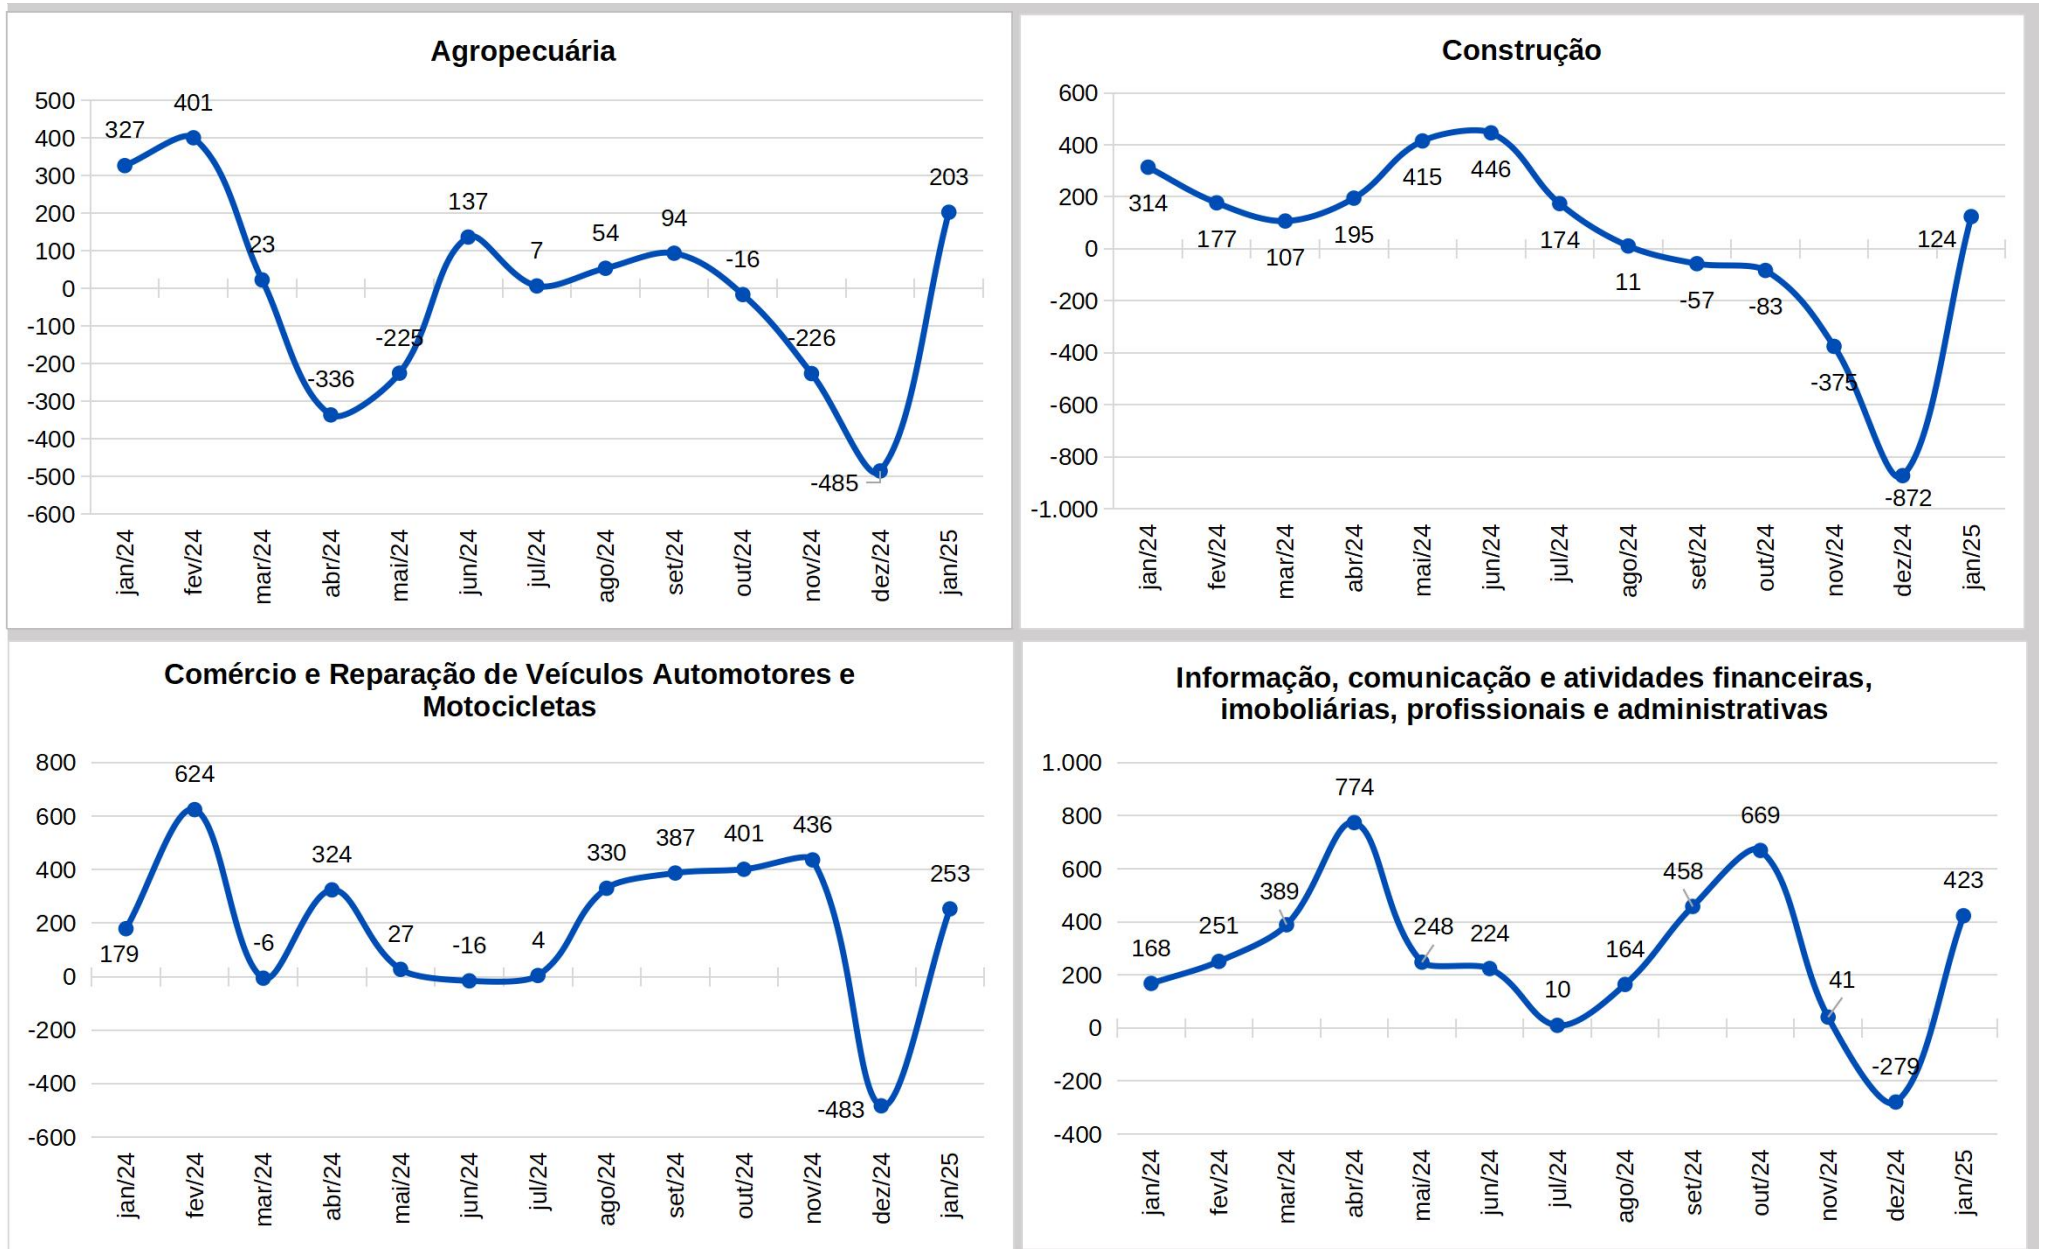 Agropecuária
500
400
300
200
100
0
-100
-200
-300
-400
-500
-600
327
401
23
-336
-225
137
7
54
94
-16
-226
-485
203
jan/24
fev/24
mar/24
abr/24
mai/24
jun/24
jul/24
ago/24
set/24
out/24
nov/24
dez/24
jan/25
Construção
600
400
200
0
-200
-400
-600
-800
-1.000
314
177
107
195
415
446
174
11
-57
-83
-375
-872
124
jan/24
fev/24
mar/24
abr/24
mai/24
jun/24
jul/24
ago/24
set/24
out/24
nov/24
dez/24
jan/25
Comércio e Reparação de Veículos Automotores e
Motocicletas
800
600
400
200
0
-200
-400
-600
179
624
-6
324
27
-16
4
330
387
401
436
-483
253
jan/24
fev/24
mar/24
abr/24
mai/24
jun/24
jul/24
ago/24
set/24
out/24
nov/24
dez/24
jan/25
Informação, comunicação e atividades financeiras,
imoboliárias, profissionais e administrativas
1.000
800
600
400
200
0
-200
-400
168
251
389
774
248
224
10
164
458
669
41
-279
423
jan/24
fev/24
mar/24
abr/24
mai/24
jun/24
jul/24
ago/24
set/24
out/24
nov/24
dez/24
jan/25